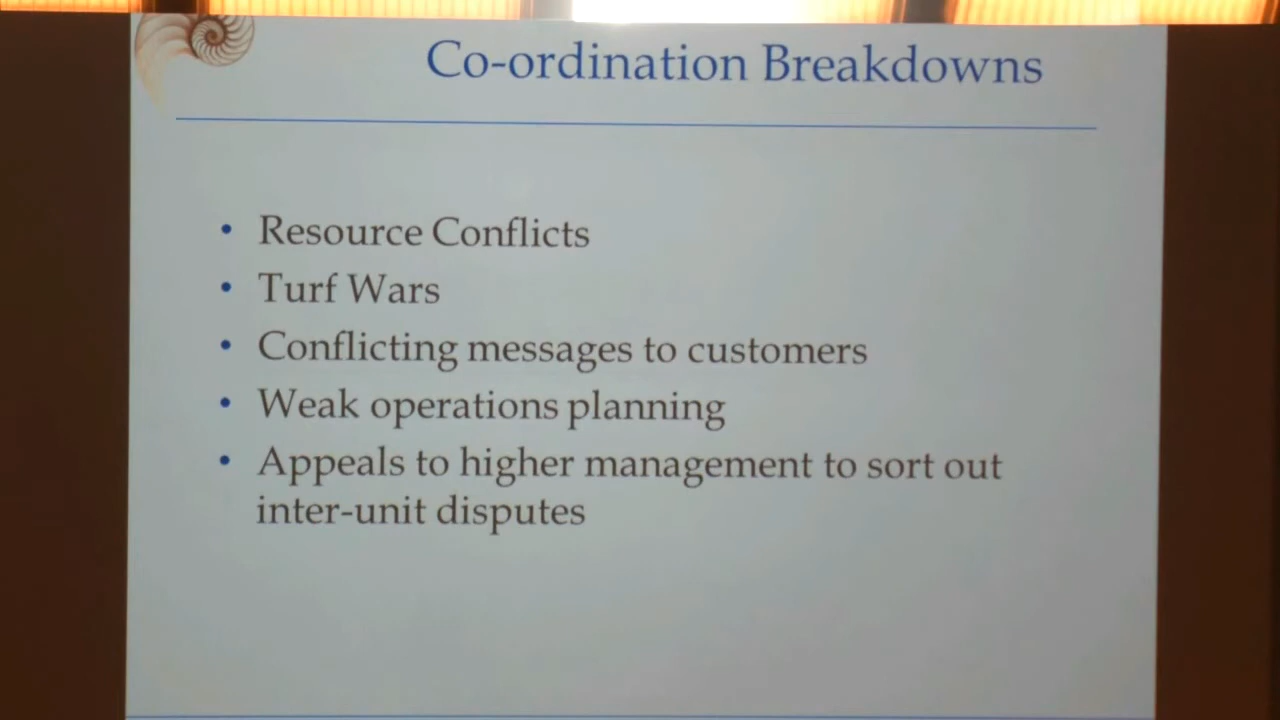 Co-ordination Breakdowns
• Resource Conflicts
• Turf Wars
• Conflicting messages to customers
• Weak operations planning
• Appeals to higher management to sort out
inter-unit disputes